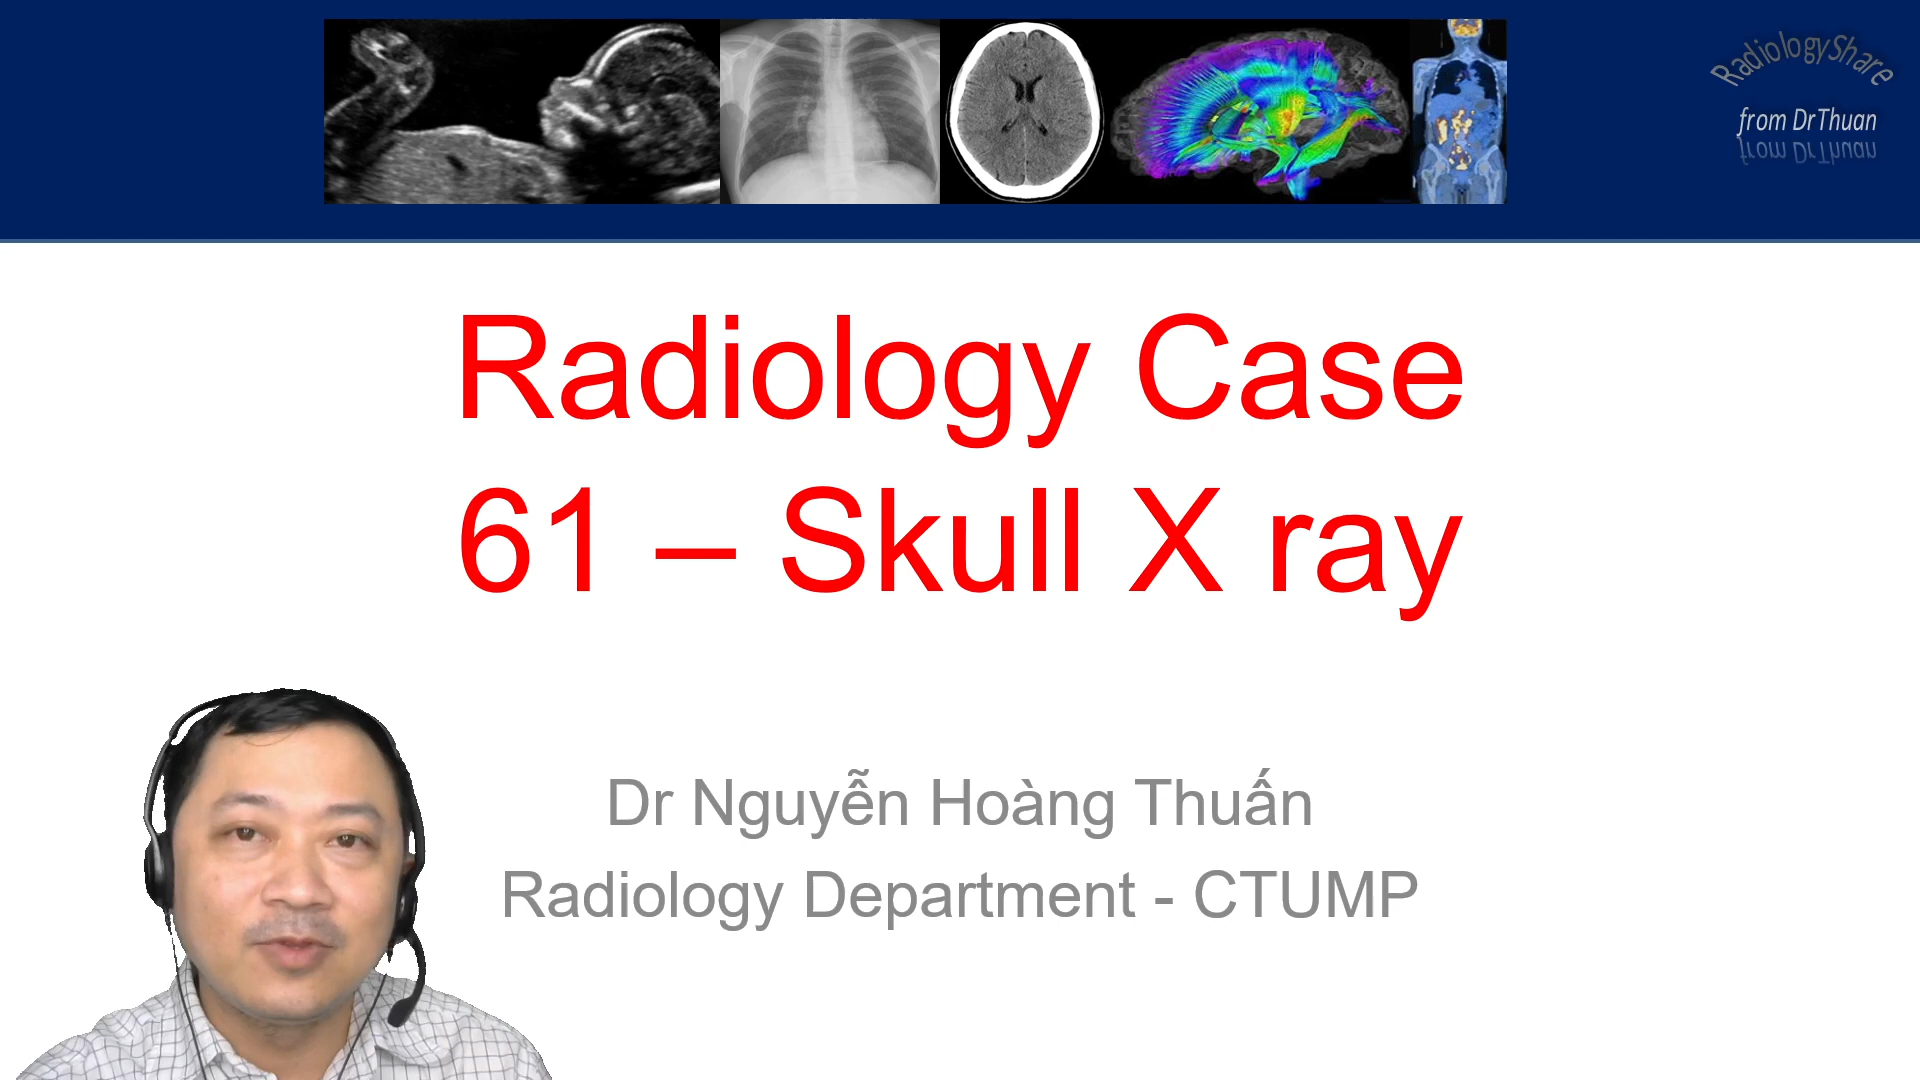 RadiologyShare
from DrThuan
Radiology Case
61 – Skull X ray
Dr Nguyễn Hoàng Thuấn
Radiology Department - CTUMP